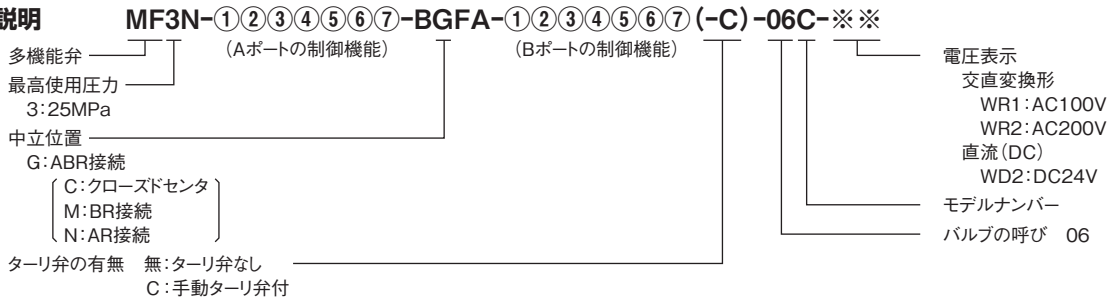 説明 MF3N-①②③④⑤⑥⑦-BGFA-①②③④⑤⑥⑦(-C)-06C-※※
(Aポートの制御機能) (Bポートの制御機能)
多機能弁
最高使用圧力
3:25MPa
中立位置
G:ABR接続
C:クローズドセンタ
M:BR接続
N:AR接続
ターリ弁の有無 無:ターリ弁なし
C:手動ターリ弁付
電圧表示
交直変換形
WR1:AC100V
WR2:AC200V
直流(DC)
WD2:DC24V
モデルナンバー
バルブの呼び 06